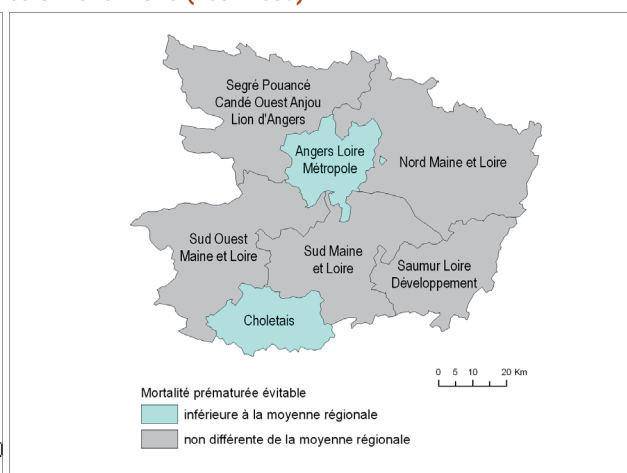 Segré Pouancé
Candé Ouest Anjou
Lion d'Angers
Angers Loire
Métropole
Nord Maine et Loire
Sud Ouest
Maine et Loire
Sud Maine
et Loire
Saumur Loire
Développement
Choletais
0 5 10 20 Km
Mortalité prématurée évitable
inférieure à la moyenne régionale
non différente de la moyenne régionale